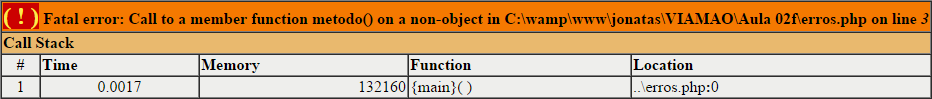 ( ! ) Fatal error: Call to a member function metodo() on a non-object in C:\wamp\www\jonatas\VIAMAO\Aula 02f\erros.php on line 3
Call Stack
# Time Memory Function Location
1 0.0017 132160 {main}( ) ..\erros.php:0